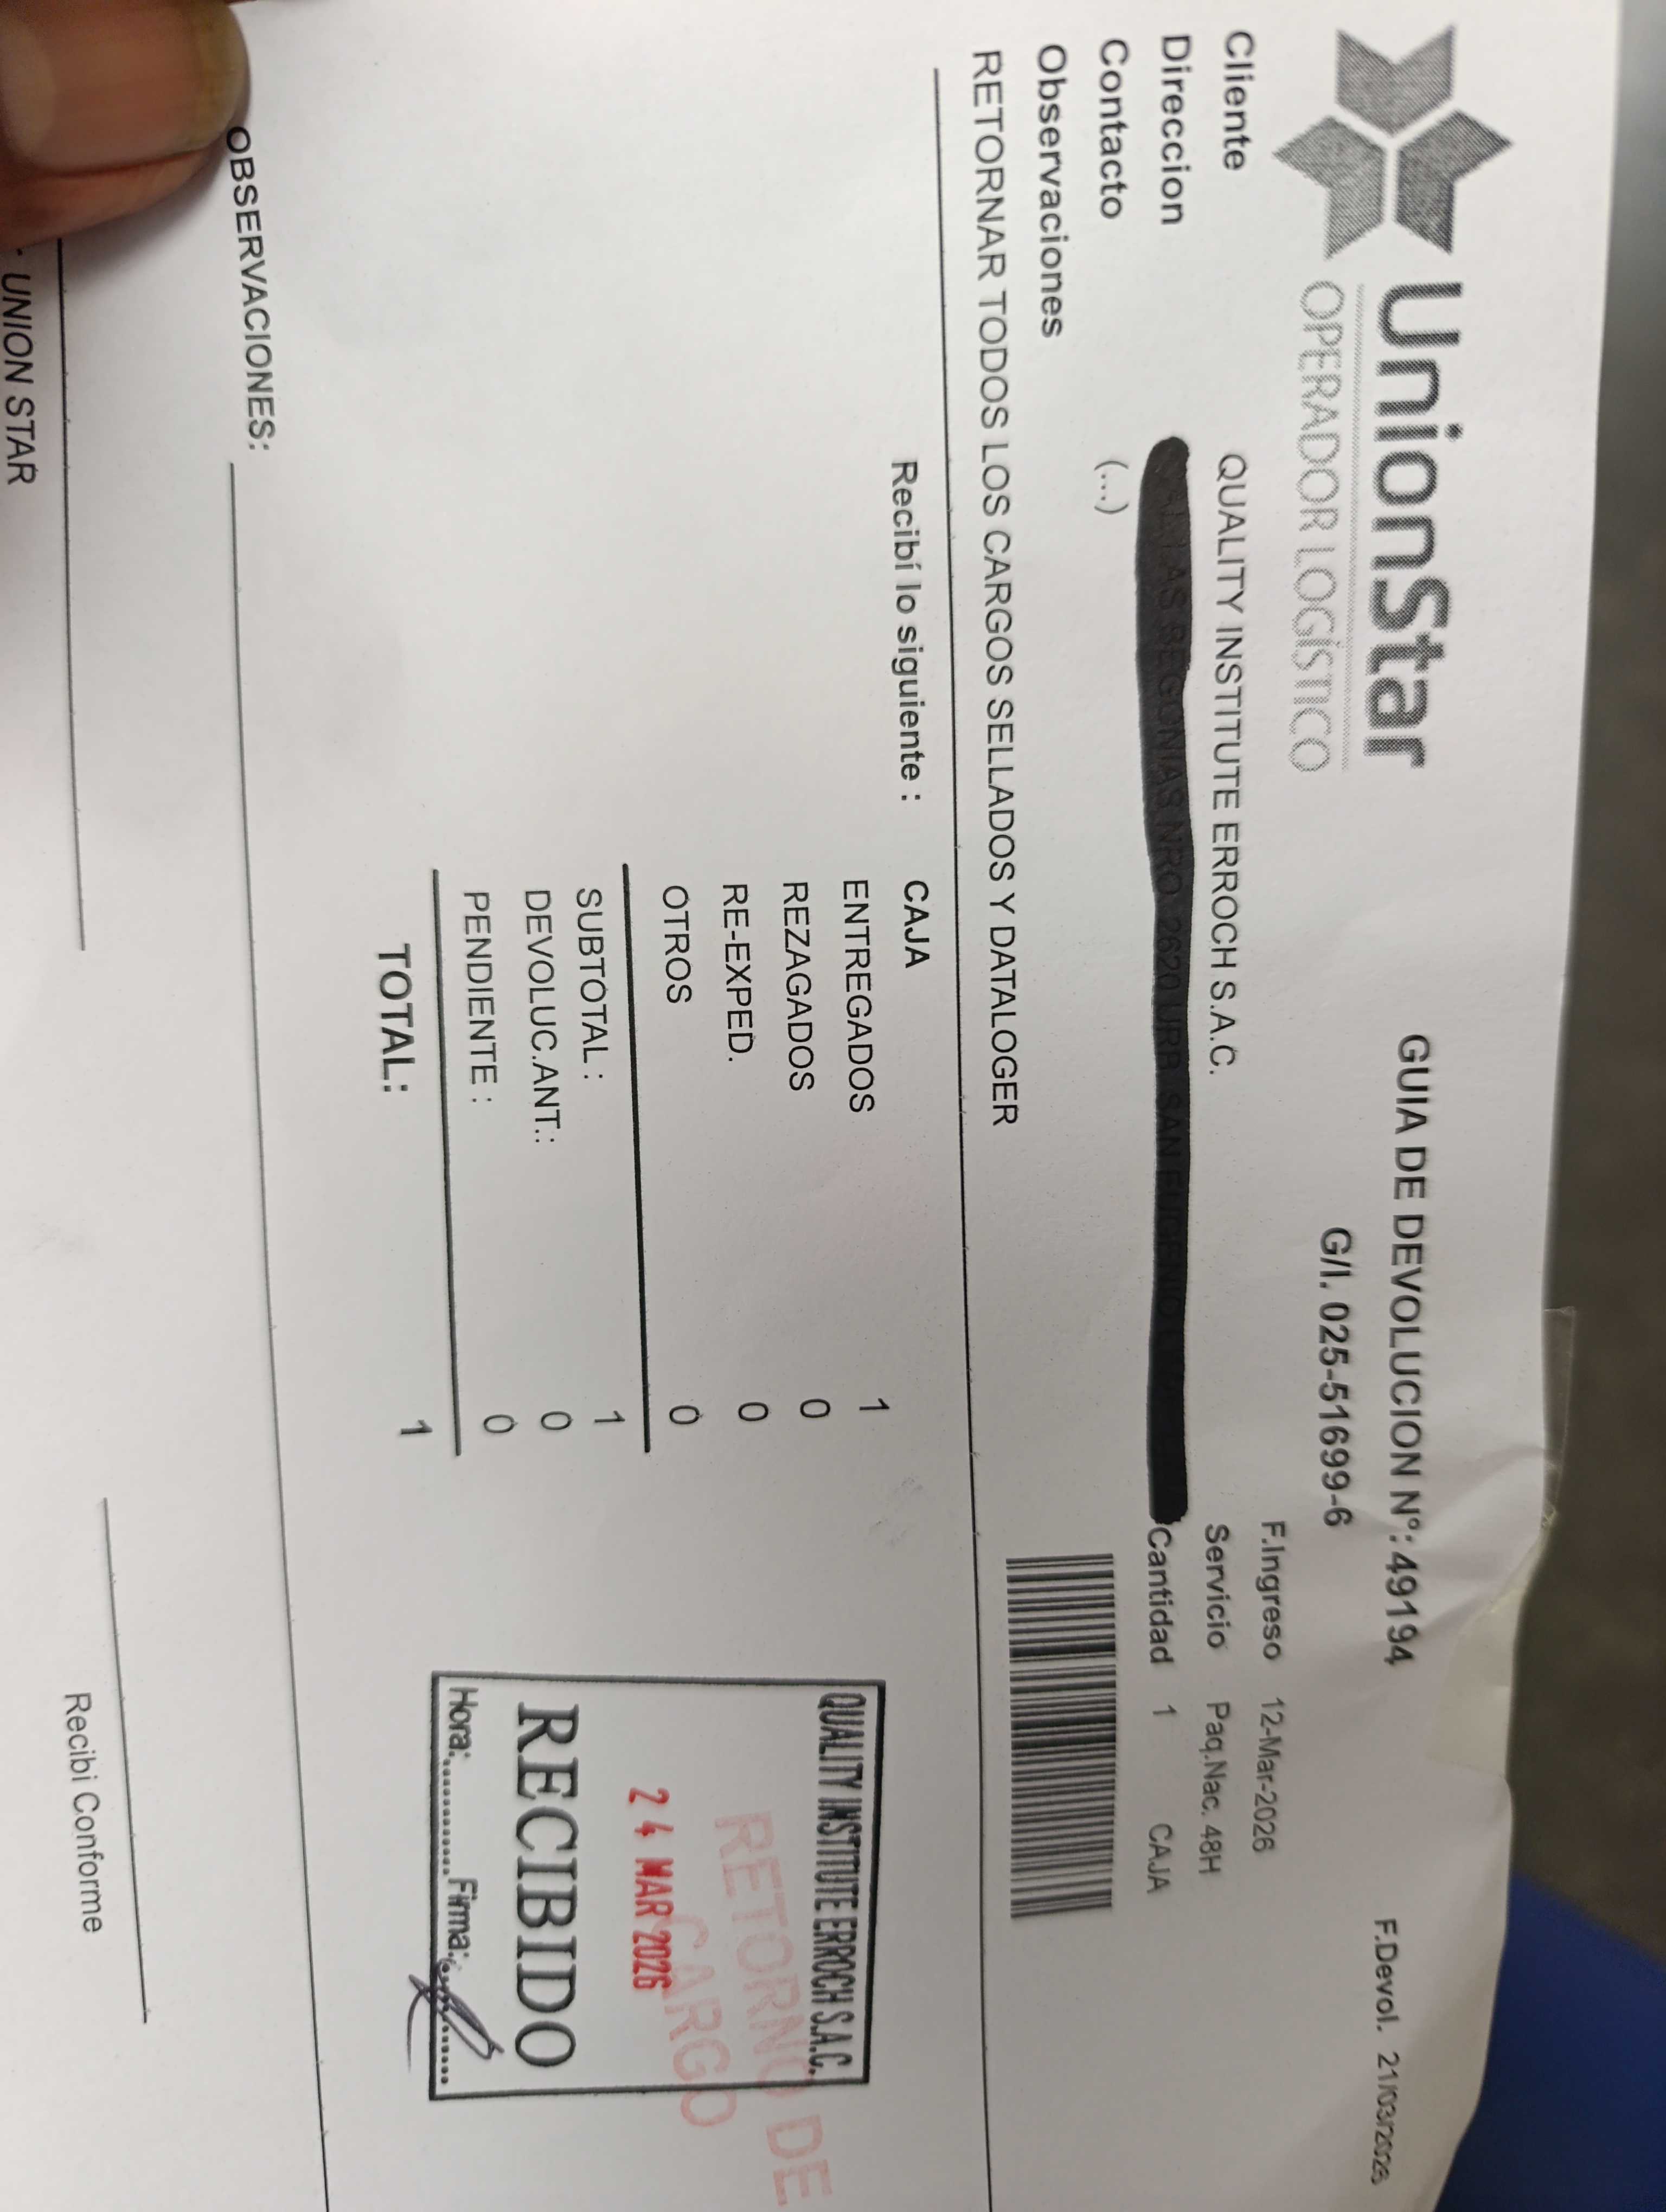 UnionStar
OPERADOR LOGÍSTICO
GUIA DE DEVOLUCION Nº: 49194
F.Devol. 21/03/2026
G/I. 025-51699-6
Cliente QUALITY INSTITUTE ERROCH S.A.C.
F.Ingreso 12-Mar-2026
Direccion
Servicio Paq.Nac. 48H
Contacto (...)
Cantidad 1 CAJA
Observaciones
RETORNAR TODOS LOS CARGOS SELLADOS Y DATALOGER
Recibí lo siguiente : CAJA
ENTREGADOS 1
REZAGADOS 0
RE-EXPED. 0
OTROS 0
SUBTOTAL : 1
DEVOLUC.ANT.: 0
PENDIENTE : 0
TOTAL: 1
QUALITY INSTITUTE ERROCH S.A.C.
RETORNO DE
CARGO
24 MAR 2026
RECIBIDO
Hora: Firma:
OBSERVACIONES:
- UNION STAR
Recibi Conforme